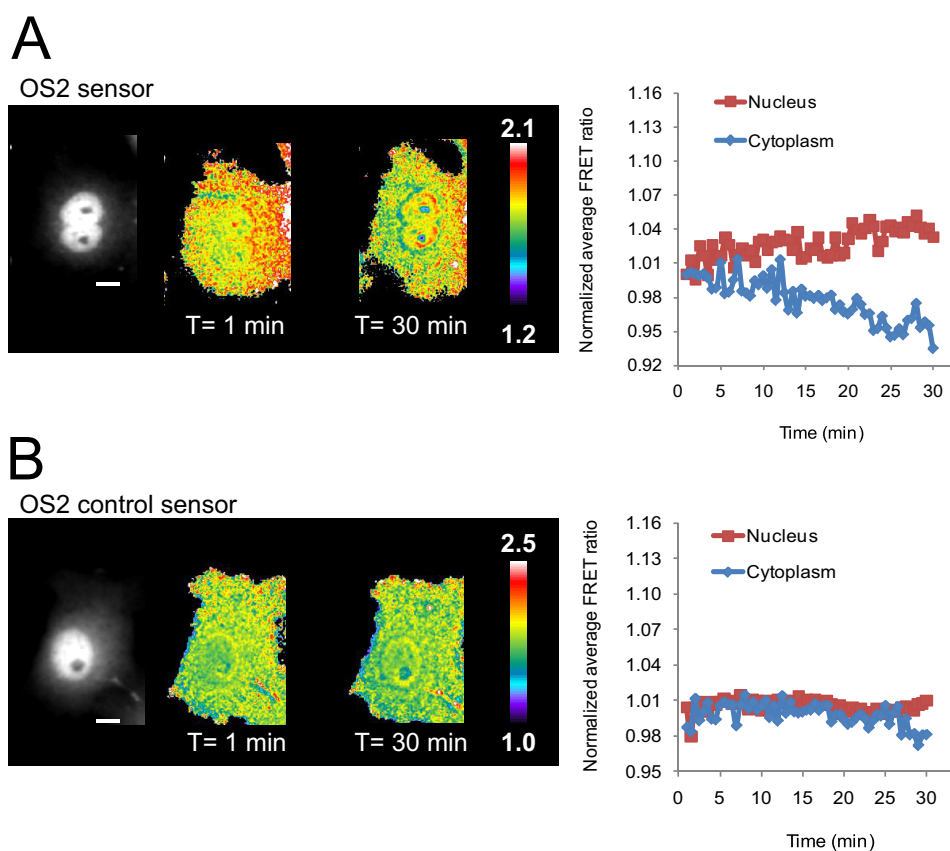 A
OS2 sensor
2.1
1.2
T= 1 min
T= 30 min
Normalized average FRET ratio
1.16
1.13
1.10
1.07
1.04
1.01
0.98
0.95
0.92
Nucleus
Cytoplasm
0 5 10 15 20 25 30
Time (min)
B
OS2 control sensor
2.5
1.0
T= 1 min
T= 30 min
Normalized average FRET ratio
1.16
1.13
1.10
1.07
1.04
1.01
0.98
0.95
Nucleus
Cytoplasm
0 5 10 15 20 25 30
Time (min)